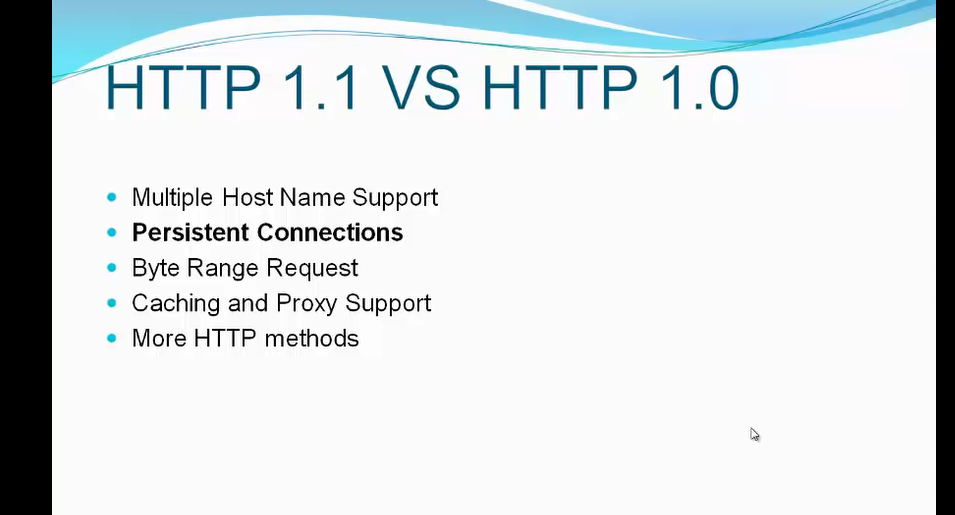 HTTP 1.1 VS HTTP 1.0
Multiple Host Name Support
Persistent Connections
Byte Range Request
Caching and Proxy Support
More HTTP methods